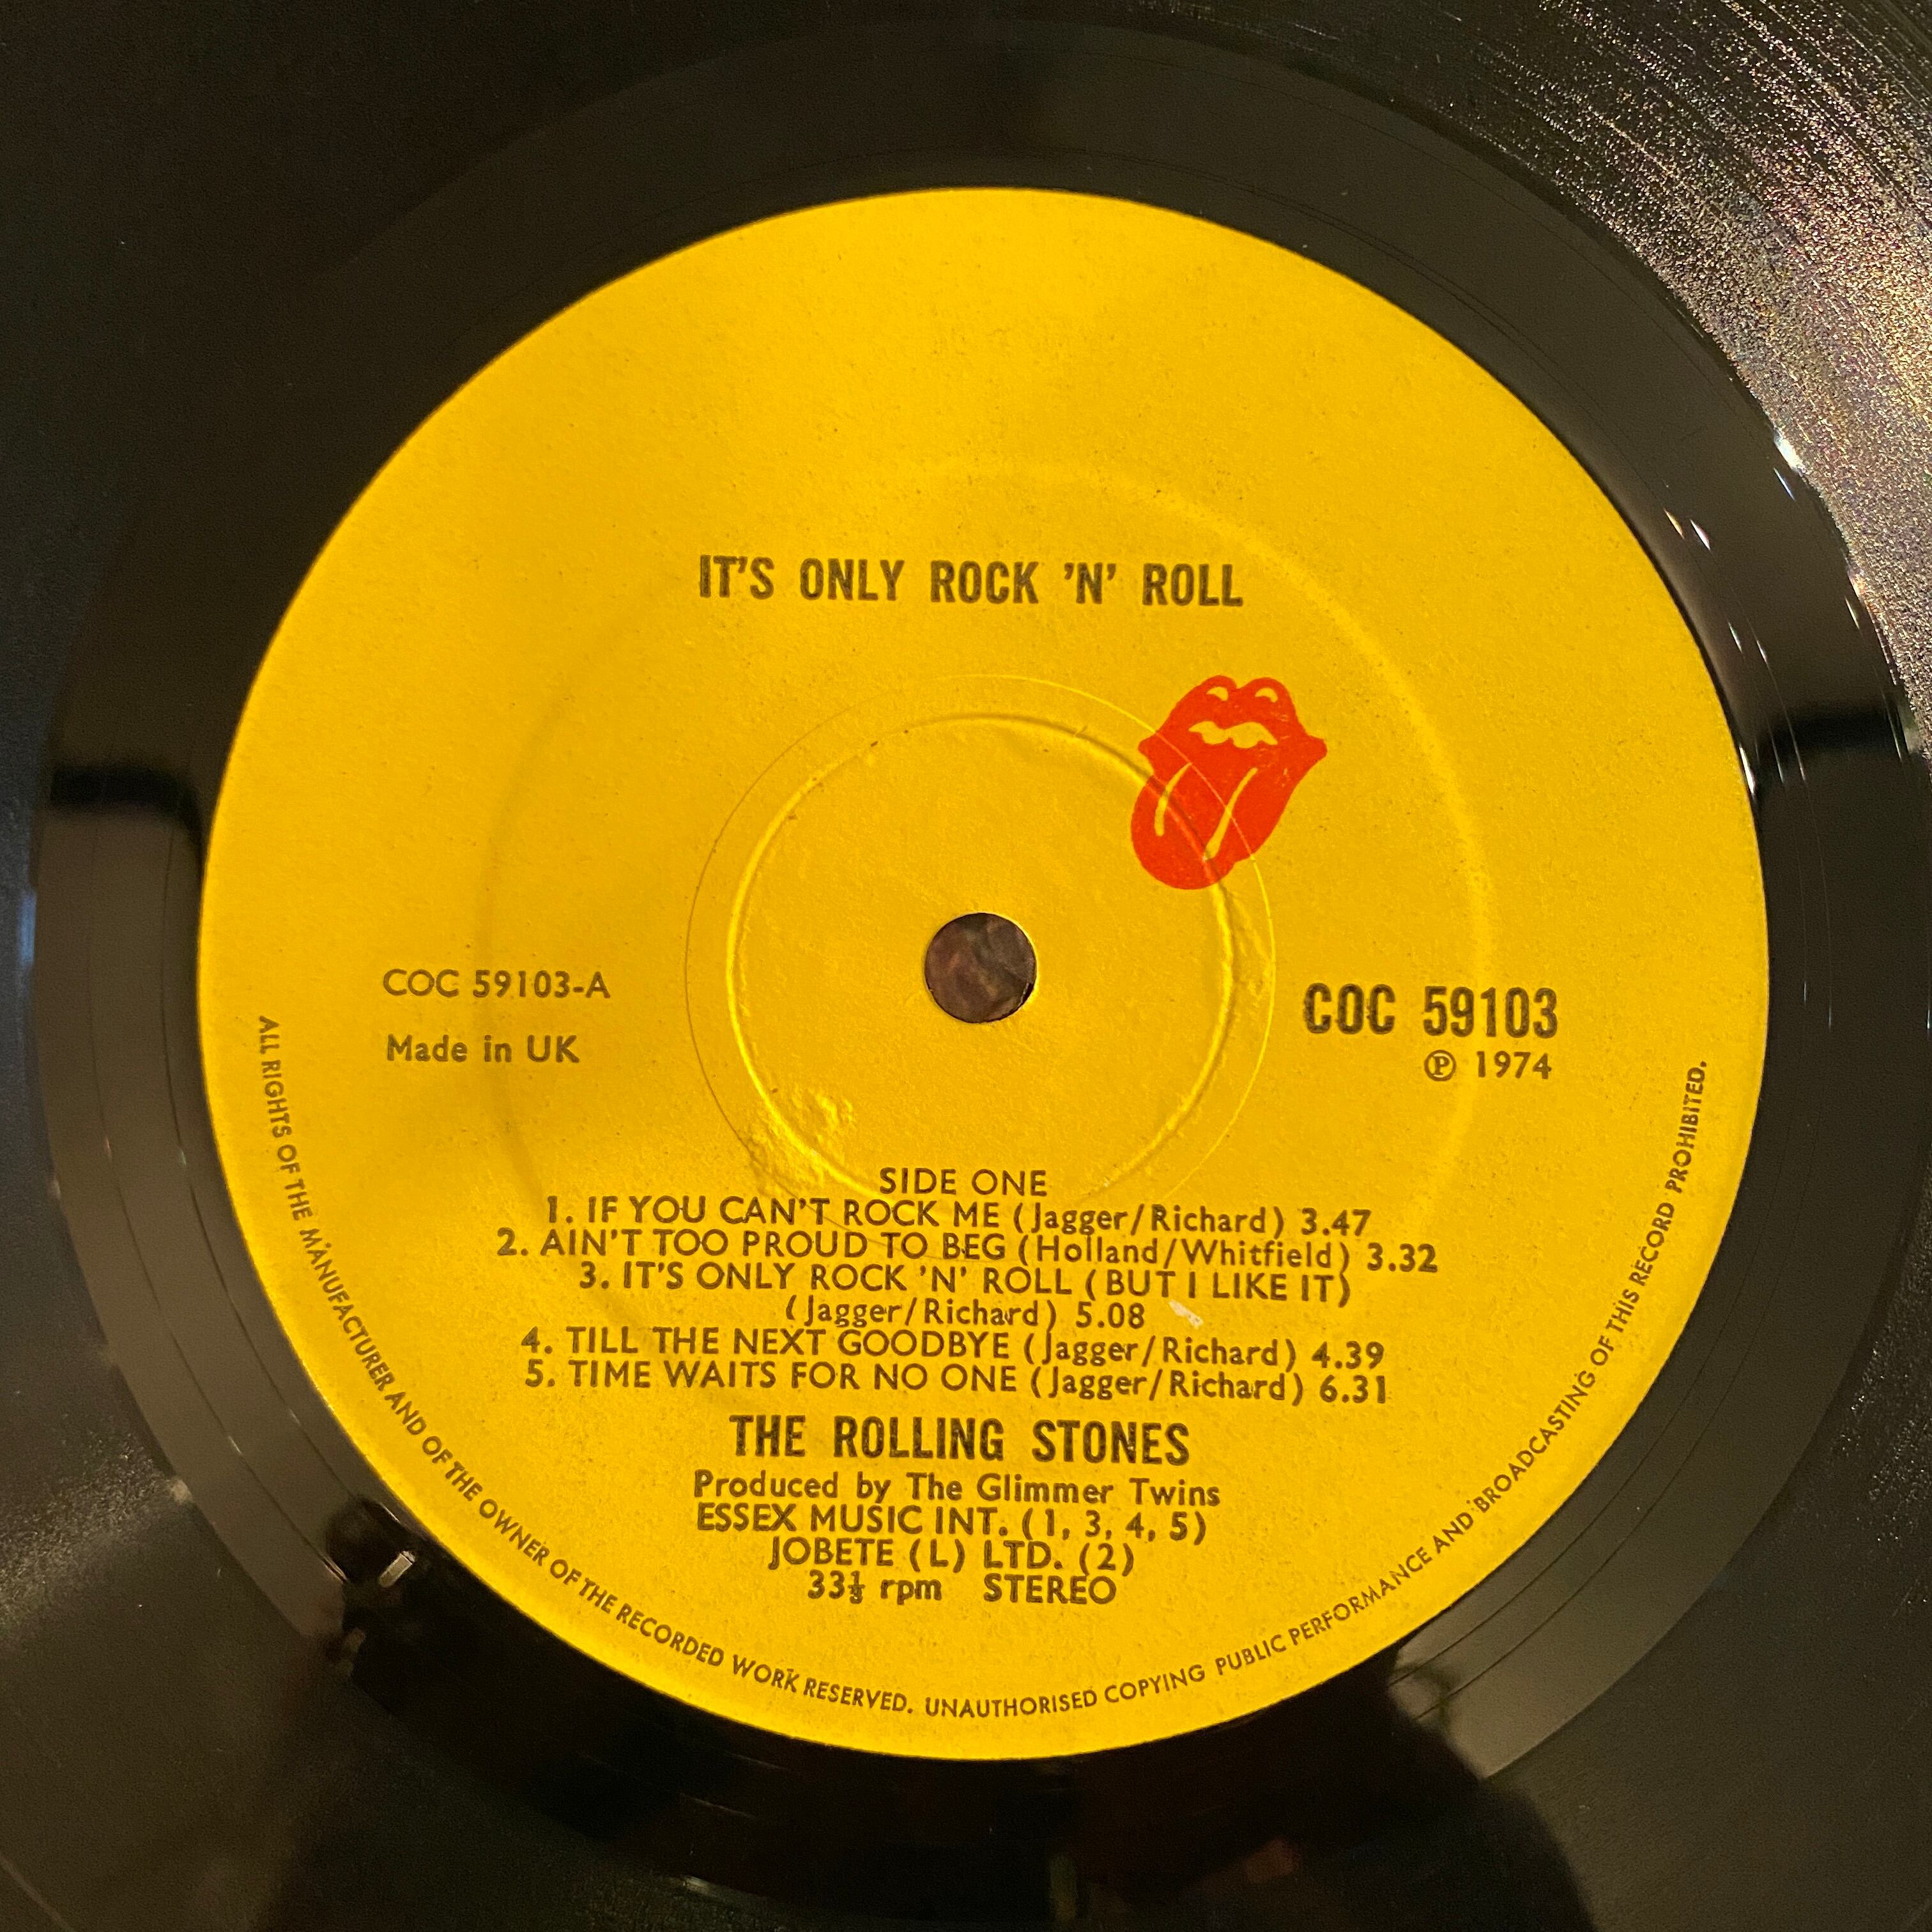 IT'S ONLY ROCK 'N' ROLL
COC 59103-A
Made in UK
COC 59103
℗ 1974
SIDE ONE
1. IF YOU CAN'T ROCK ME (Jagger/Richard) 3.47
2. AIN'T TOO PROUD TO BEG (Holland/Whitfield) 3.32
3. IT'S ONLY ROCK 'N' ROLL (BUT I LIKE IT)
(Jagger/Richard) 5.08
4. TILL THE NEXT GOODBYE (Jagger/Richard) 4.39
5. TIME WAITS FOR NO ONE (Jagger/Richard) 6.31
THE ROLLING STONES
Produced by The Glimmer Twins
ESSEX MUSIC INT. (1, 3, 4, 5)
JOBETE (L) LTD. (2)
33⅓ rpm STEREO
ALL RIGHTS OF THE MANUFACTURER AND OF THE OWNER OF THE RECORDED WORK RESERVED. UNAUTHORISED COPYING PUBLIC PERFORMANCE AND BROADCASTING OF THIS RECORD PROHIBITED.